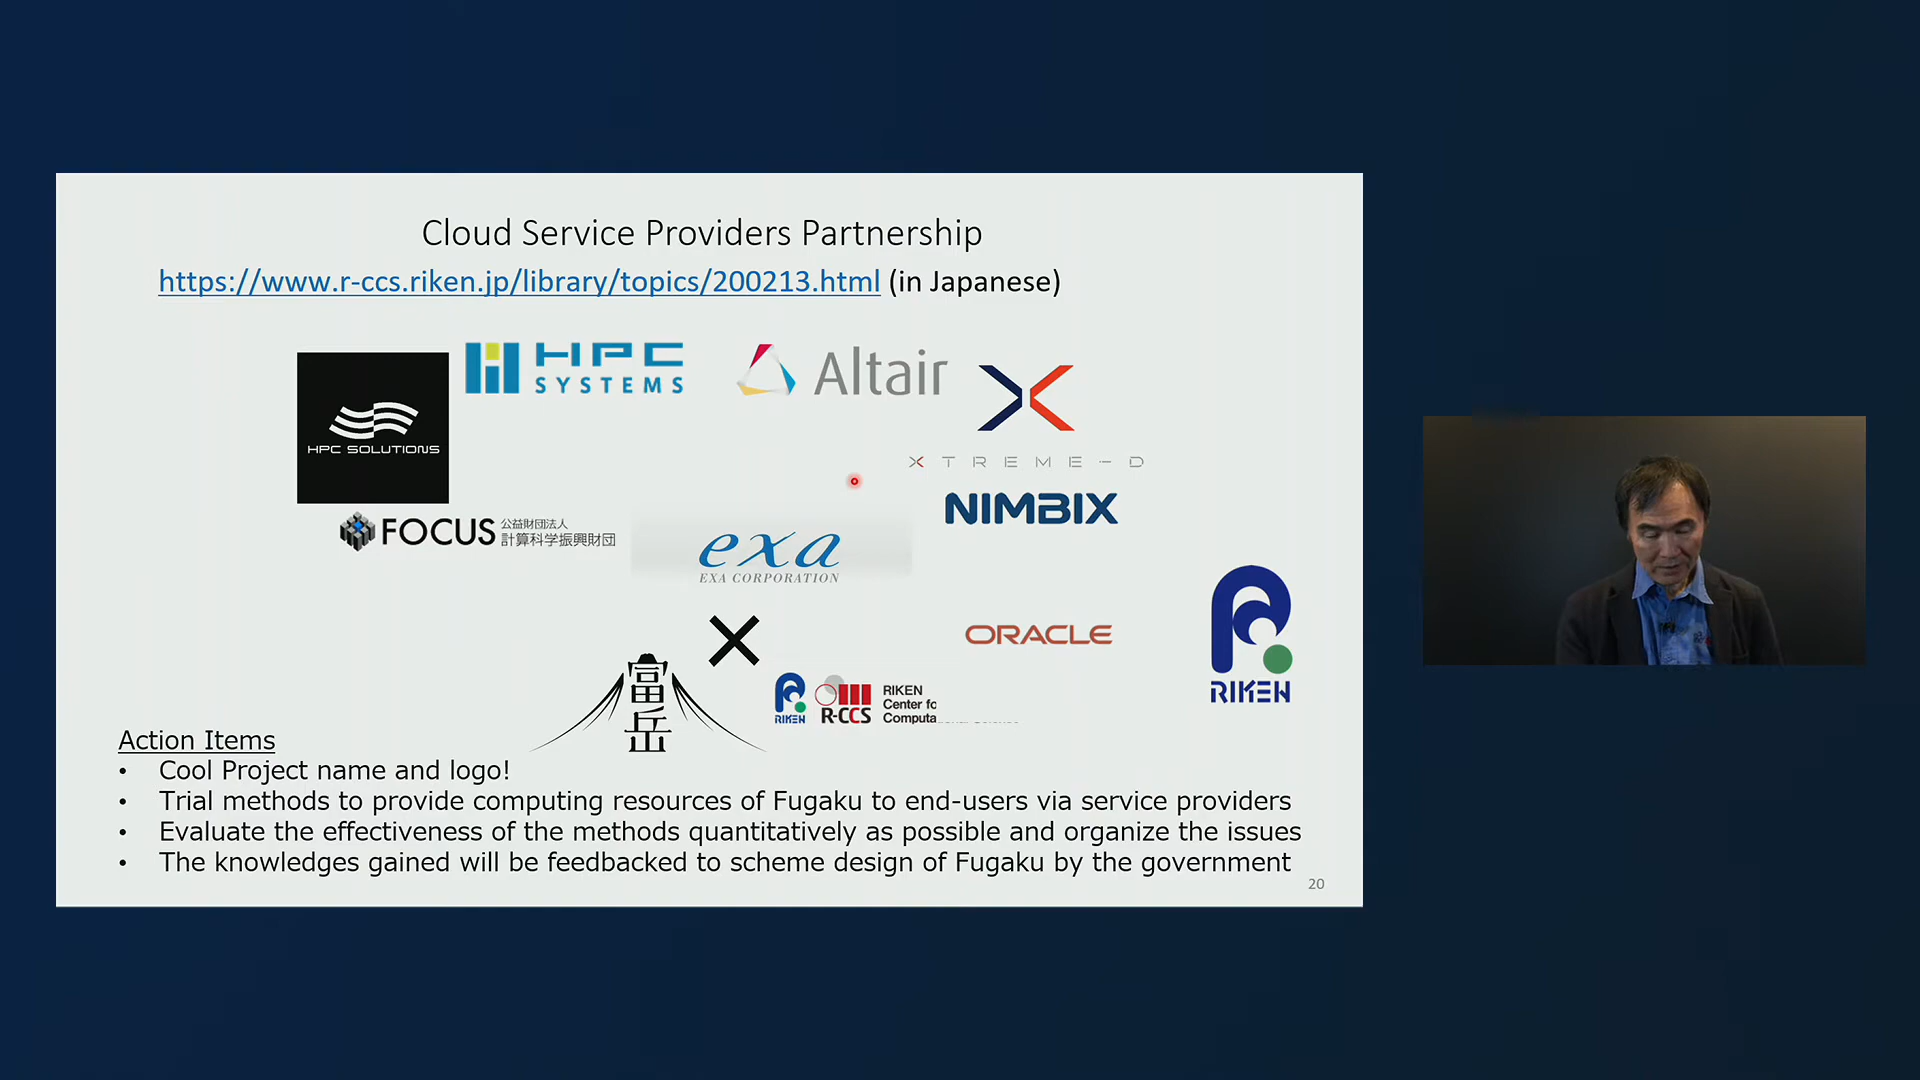 Cloud Service Providers Partnership
https://www.r-ccs.riken.jp/library/topics/200213.html (in Japanese)
HPC SYSTEMS
Altair
HPC SOLUTIONS
XTREME-D
NIMBIX
FOCUS 公益財団法人 計算科学振興財団
exa
EXA CORPORATION
ORACLE
富岳
RIKEN
R-CCS
RIKEN
Center fo
Computa
RIKEN
Action Items
• Cool Project name and logo!
• Trial methods to provide computing resources of Fugaku to end-users via service providers
• Evaluate the effectiveness of the methods quantitatively as possible and organize the issues
• The knowledges gained will be feedbacked to scheme design of Fugaku by the government
20